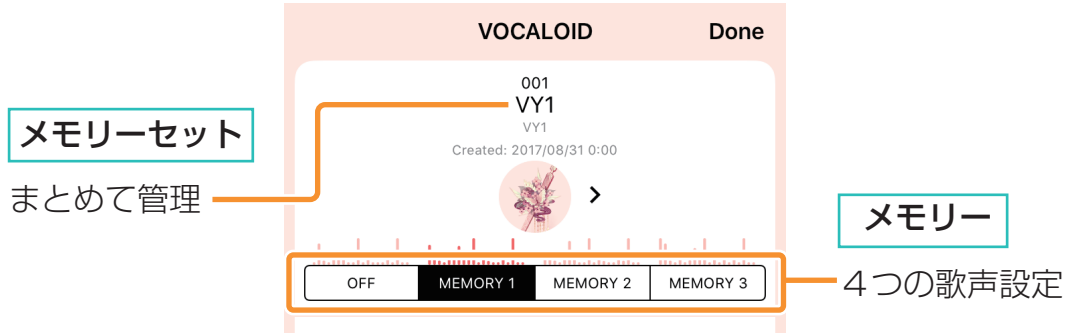 VOCALOID Done
001
VY1
VY1
Created: 2017/08/31 0:00
メモリーセット
まとめて管理
メモリー
４つの歌声設定
OFF MEMORY 1 MEMORY 2 MEMORY 3